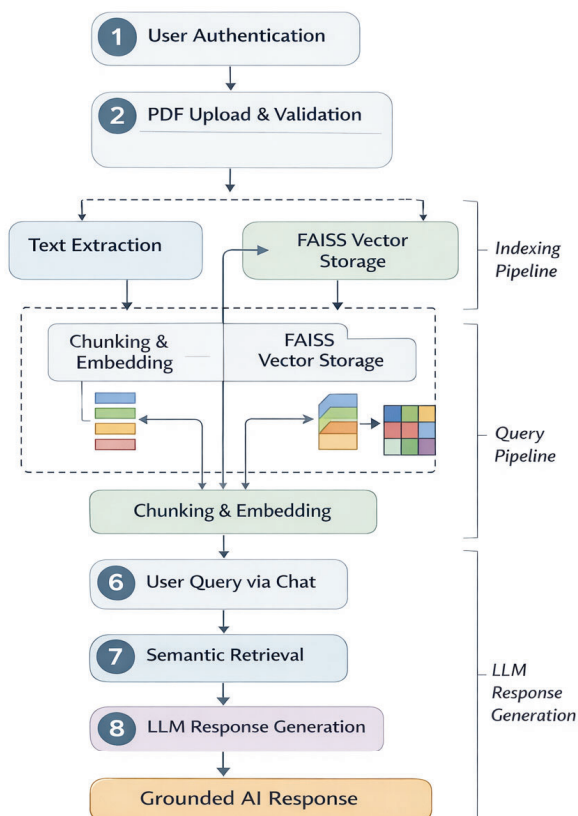 1 User Authentication
2 PDF Upload & Validation
Text Extraction
FAISS Vector
Storage
Indexing
Pipeline
Chunking &
Embedding
FAISS
Vector Storage
Query
Pipeline
Chunking & Embedding
6 User Query via Chat
7 Semantic Retrieval
8 LLM Response Generation
LLM
Response
Generation
Grounded AI Response